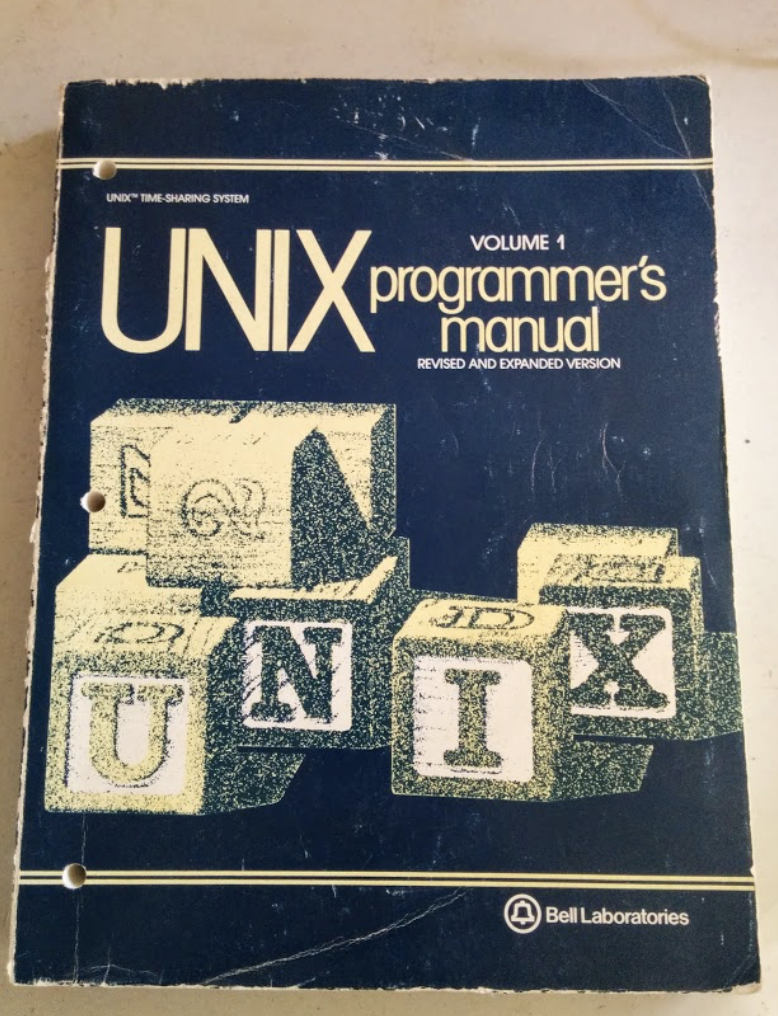 UNIX™ TIME-SHARING SYSTEM
UNIX
VOLUME 1
programmer's
manual
REVISED AND EXPANDED VERSION
D
U
N
D
I
X
Bell Laboratories